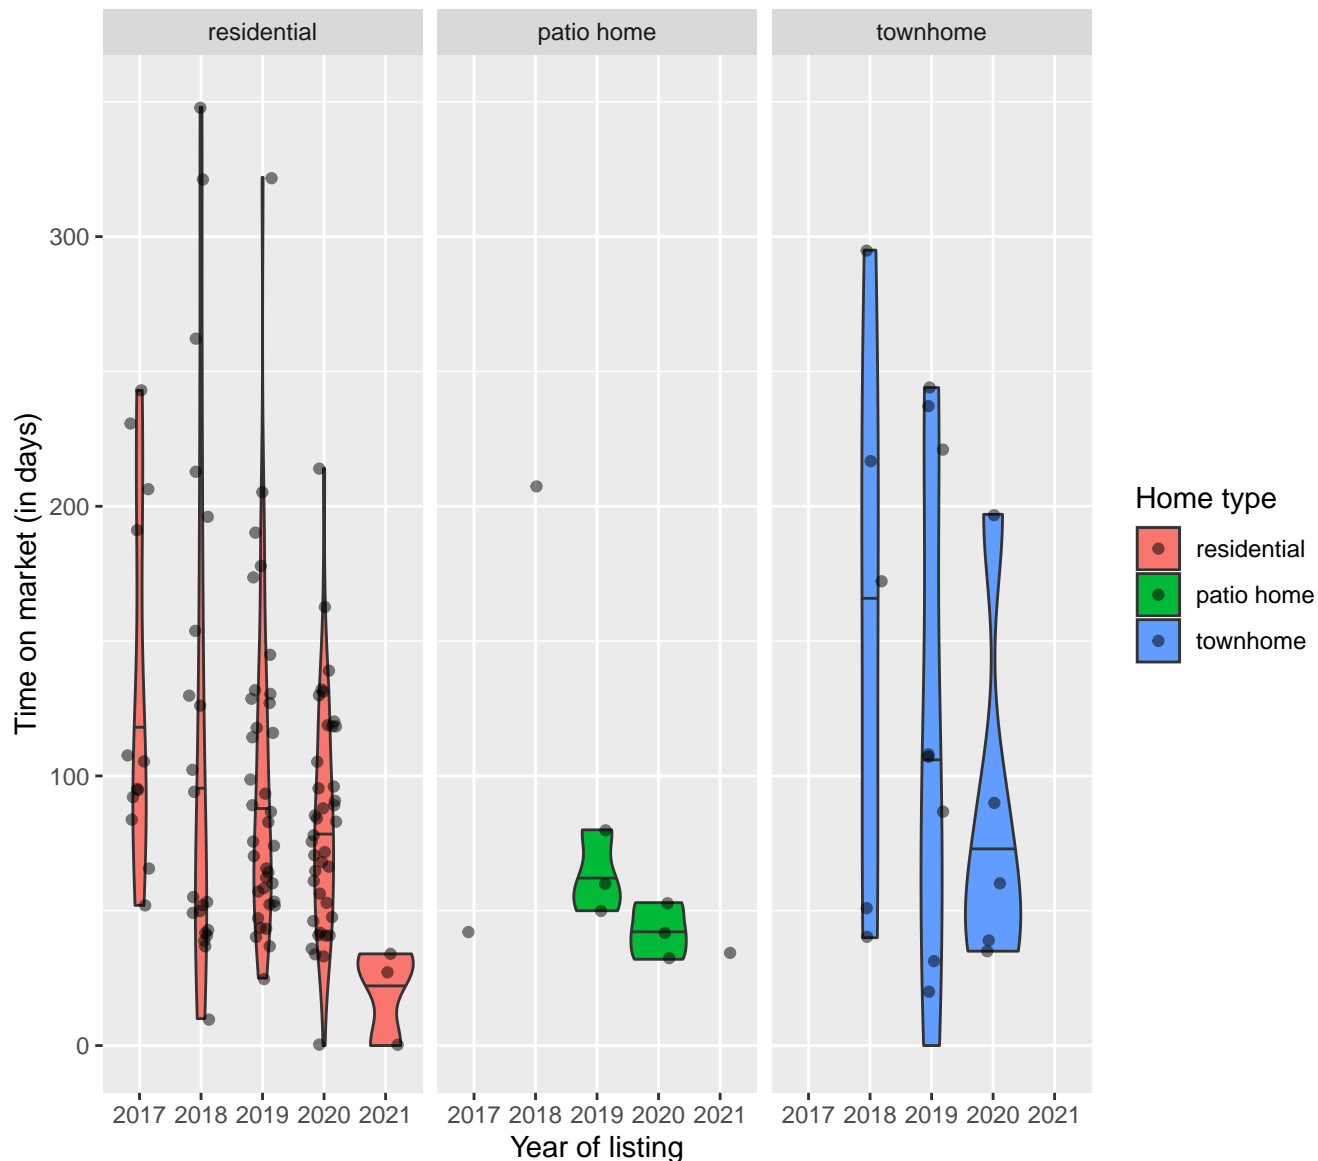 residential patio home townhome
300
200
100
0
Time on market (in days)
2017 2018 2019 2020 2021 2017 2018 2019 2020 2021 2017 2018 2019 2020 2021
Year of listing
Home type
residential
patio home
townhome